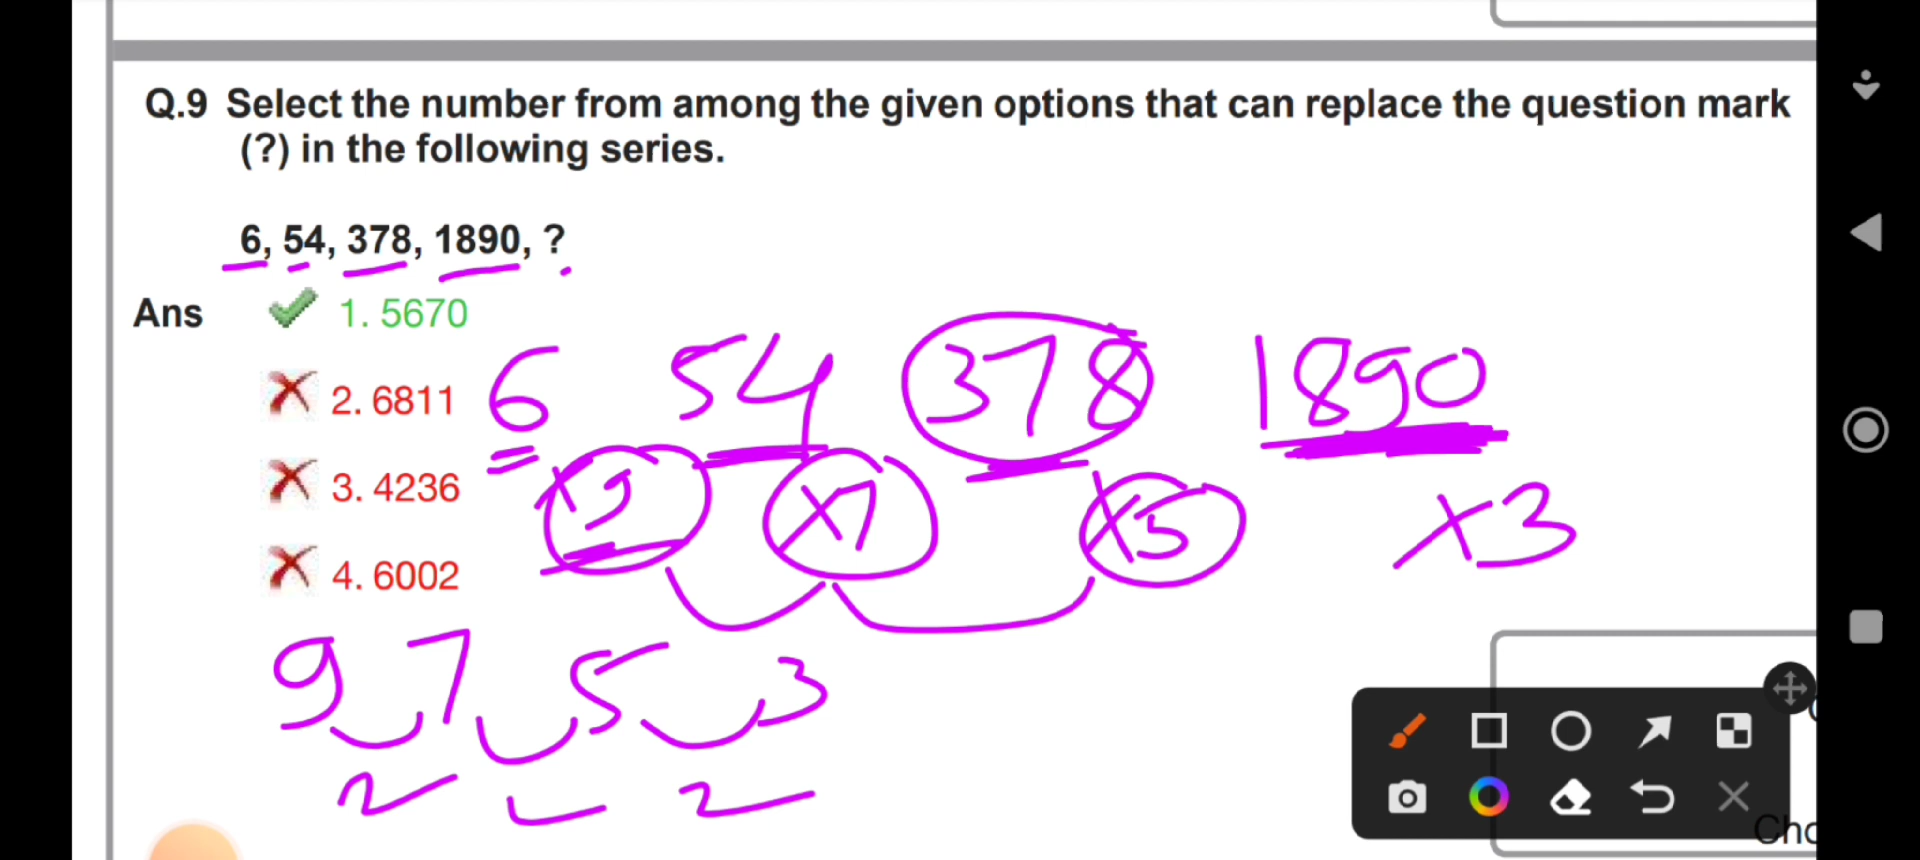 Q.9 Select the number from among the given options that can replace the question mark
(?) in the following series.
6, 54, 378, 1890, ?
Ans 1. 5670
2. 6811
3. 4236
4. 6002
6 54 378 1890
×9 ×7 ×5 ×3
9 7 5 3
2 2
Cho